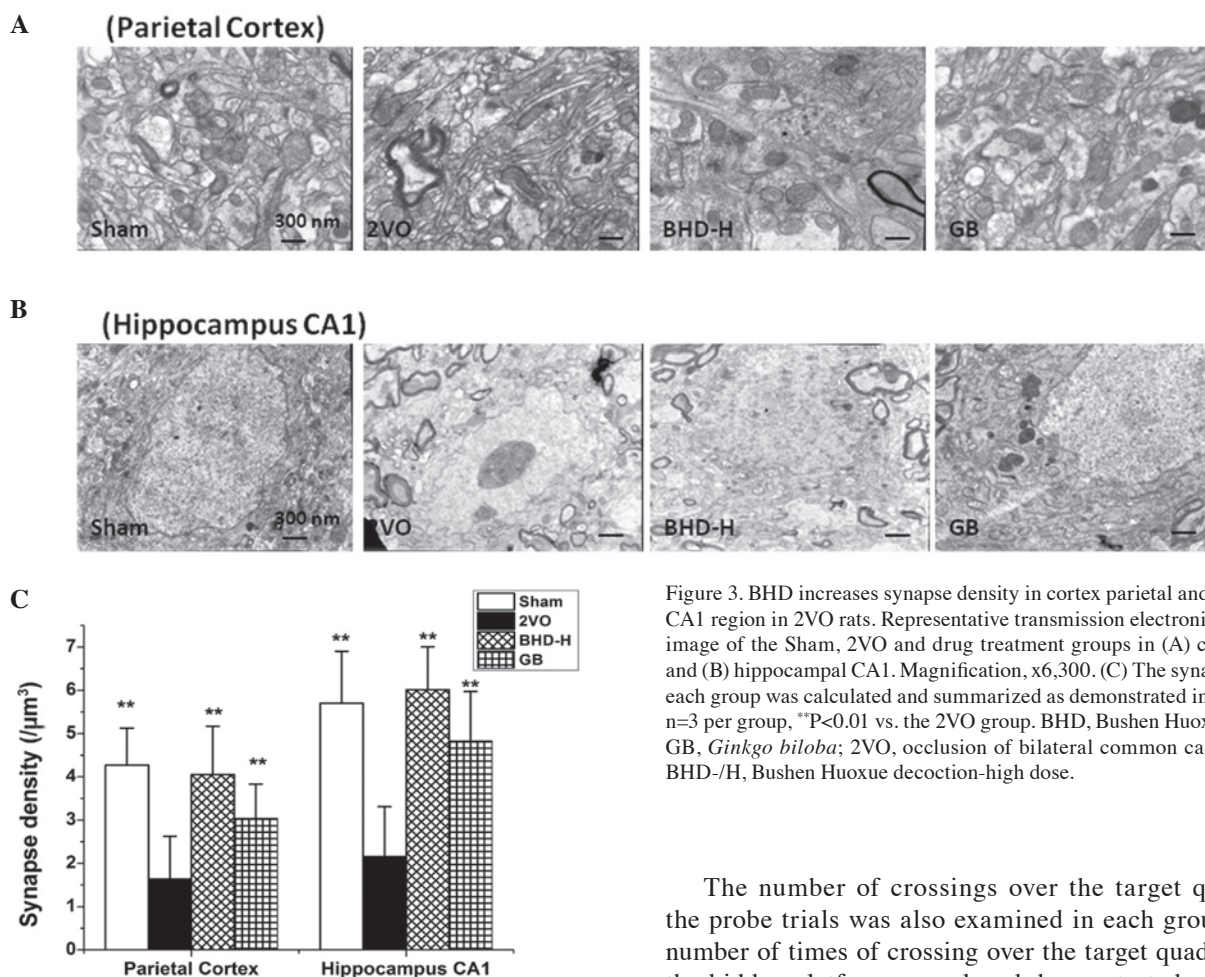 A
(Parietal Cortex)
Sham
300 nm
2VO
BHD-H
GB
B
(Hippocampus CA1)
Sham
300 nm
2VO
BHD-H
GB
C
Sham
2VO
BHD-H
GB
Synapse density (/μm³)
7
6
5
4
3
2
1
0
**
**
**
**
**
**
Parietal Cortex
Hippocampus CA1
Figure 3. BHD increases synapse density in cortex parietal and
CA1 region in 2VO rats. Representative transmission electroni
image of the Sham, 2VO and drug treatment groups in (A) c
and (B) hippocampal CA1. Magnification, x6,300. (C) The syna
each group was calculated and summarized as demonstrated in
n=3 per group, **P<0.01 vs. the 2VO group. BHD, Bushen Huox
GB, Ginkgo biloba; 2VO, occlusion of bilateral common ca
BHD-/H, Bushen Huoxue decoction-high dose.
The number of crossings over the target q
the probe trials was also examined in each grou
number of times of crossing over the target quad